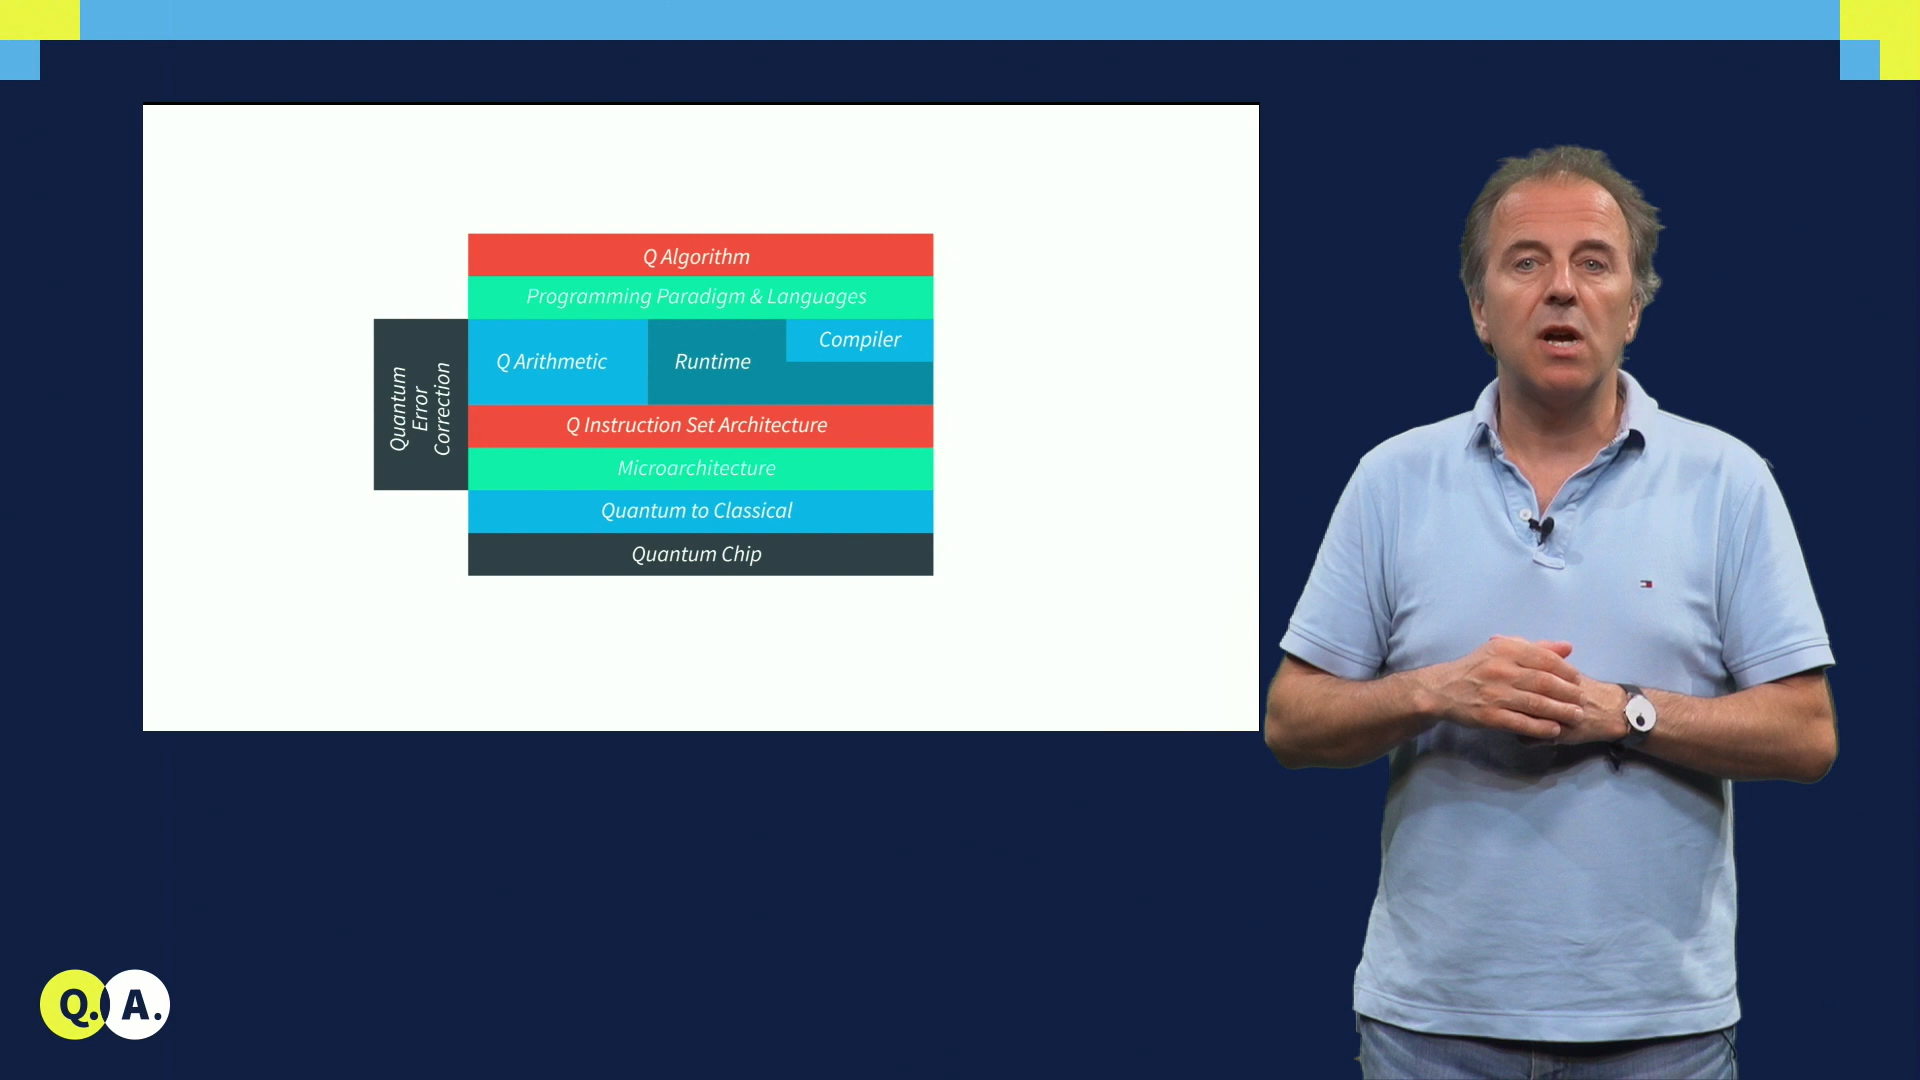 Q Algorithm
Programming Paradigm & Languages
Quantum
Error
Correction
Q Arithmetic
Runtime
Compiler
Q Instruction Set Architecture
Microarchitecture
Quantum to Classical
Quantum Chip
Q. A.